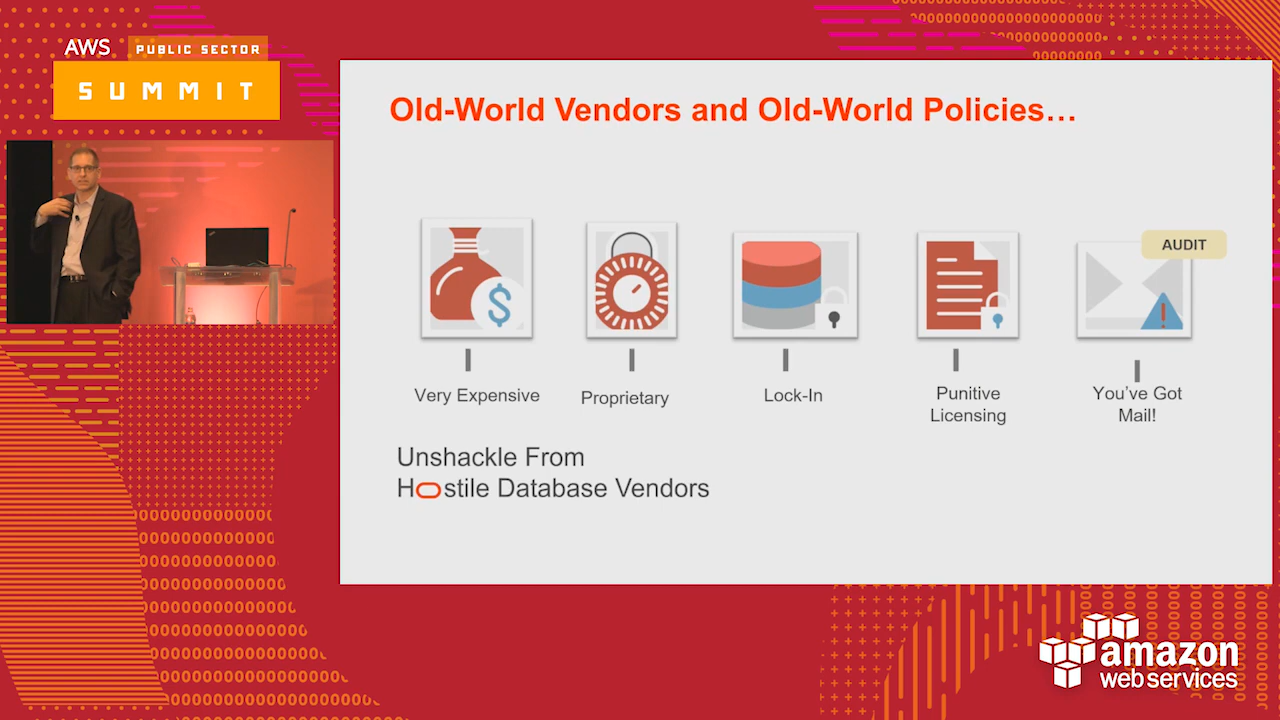 AWS PUBLIC SECTOR
SUMMIT
Old-World Vendors and Old-World Policies…
AUDIT
Very Expensive
Proprietary
Lock-In
Punitive
Licensing
You’ve Got
Mail!
Unshackle From
Hostile Database Vendors
amazon
web services